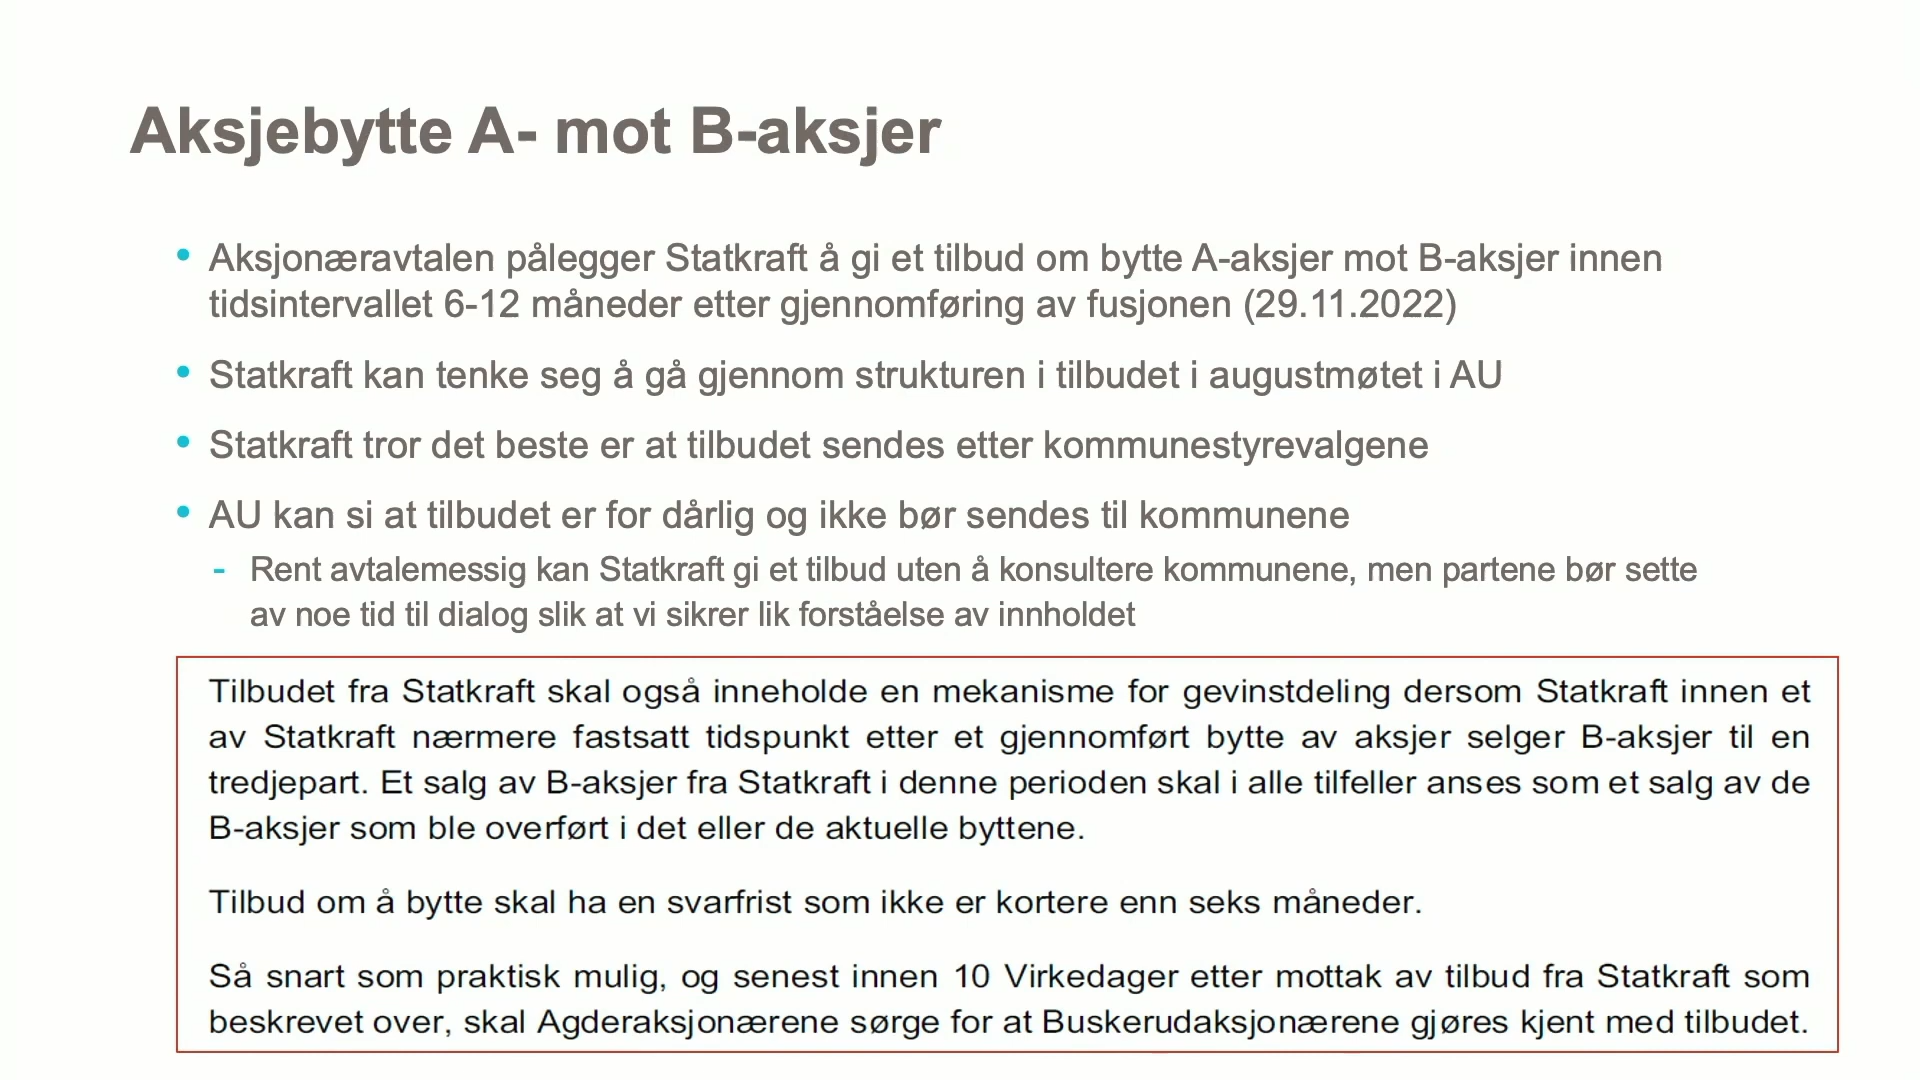 Aksjebytte A- mot B-aksjer
• Aksjonæravtalen pålegger Statkraft å gi et tilbud om bytte A-aksjer mot B-aksjer innen
tidsintervallet 6-12 måneder etter gjennomføring av fusjonen (29.11.2022)
• Statkraft kan tenke seg å gå gjennom strukturen i tilbudet i augustmøtet i AU
• Statkraft tror det beste er at tilbudet sendes etter kommunestyrevalgene
• AU kan si at tilbudet er for dårlig og ikke bør sendes til kommunene
- Rent avtalemessig kan Statkraft gi et tilbud uten å konsultere kommunene, men partene bør sette
av noe tid til dialog slik at vi sikrer lik forståelse av innholdet
Tilbudet fra Statkraft skal også inneholde en mekanisme for gevinstdeling dersom Statkraft innen et
av Statkraft nærmere fastsatt tidspunkt etter et gjennomført bytte av aksjer selger B-aksjer til en
tredjepart. Et salg av B-aksjer fra Statkraft i denne perioden skal i alle tilfeller anses som et salg av de
B-aksjer som ble overført i det eller de aktuelle byttene.
Tilbud om å bytte skal ha en svarfrist som ikke er kortere enn seks måneder.
Så snart som praktisk mulig, og senest innen 10 Virkedager etter mottak av tilbud fra Statkraft som
beskrevet over, skal Agderaksjonærene sørge for at Buskerudaksjonærene gjøres kjent med tilbudet.